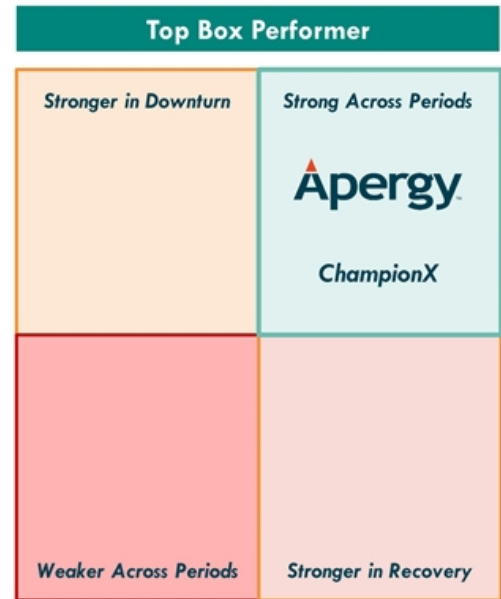 Top Box Performer
Stronger in Downturn
Strong Across Periods
Apergy
ChampionX
Weaker Across Periods
Stronger in Recovery